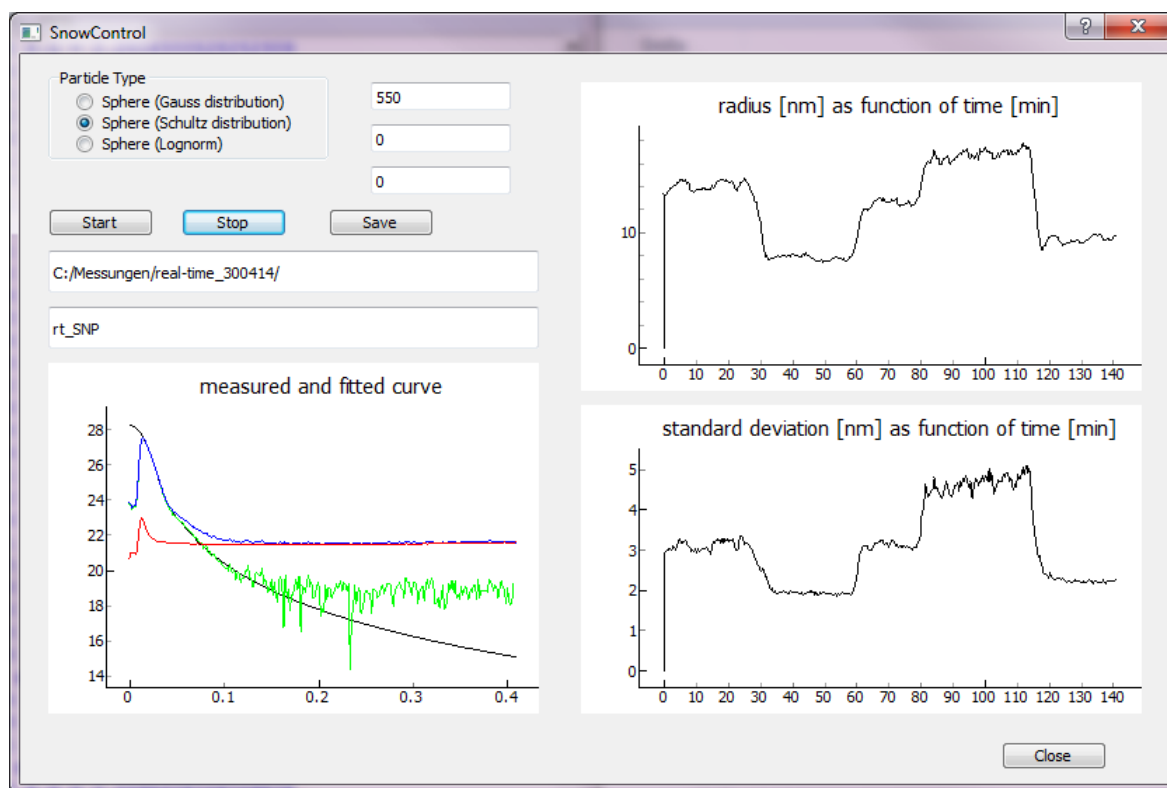 SnowControl
Particle Type
Sphere (Gauss distribution)
Sphere (Schultz distribution)
Sphere (Lognorm)
550
0
0
Start Stop Save
C:/Messungen/real-time_300414/
rt_SNP
measured and fitted curve
28
26
24
22
20
18
16
14
0 0.1 0.2 0.3 0.4
radius [nm] as function of time [min]
10
0
0 10 20 30 40 50 60 70 80 90 100 110 120 130 140
standard deviation [nm] as function of time [min]
5
4
3
2
1
0
0 10 20 30 40 50 60 70 80 90 100 110 120 130 140
Close